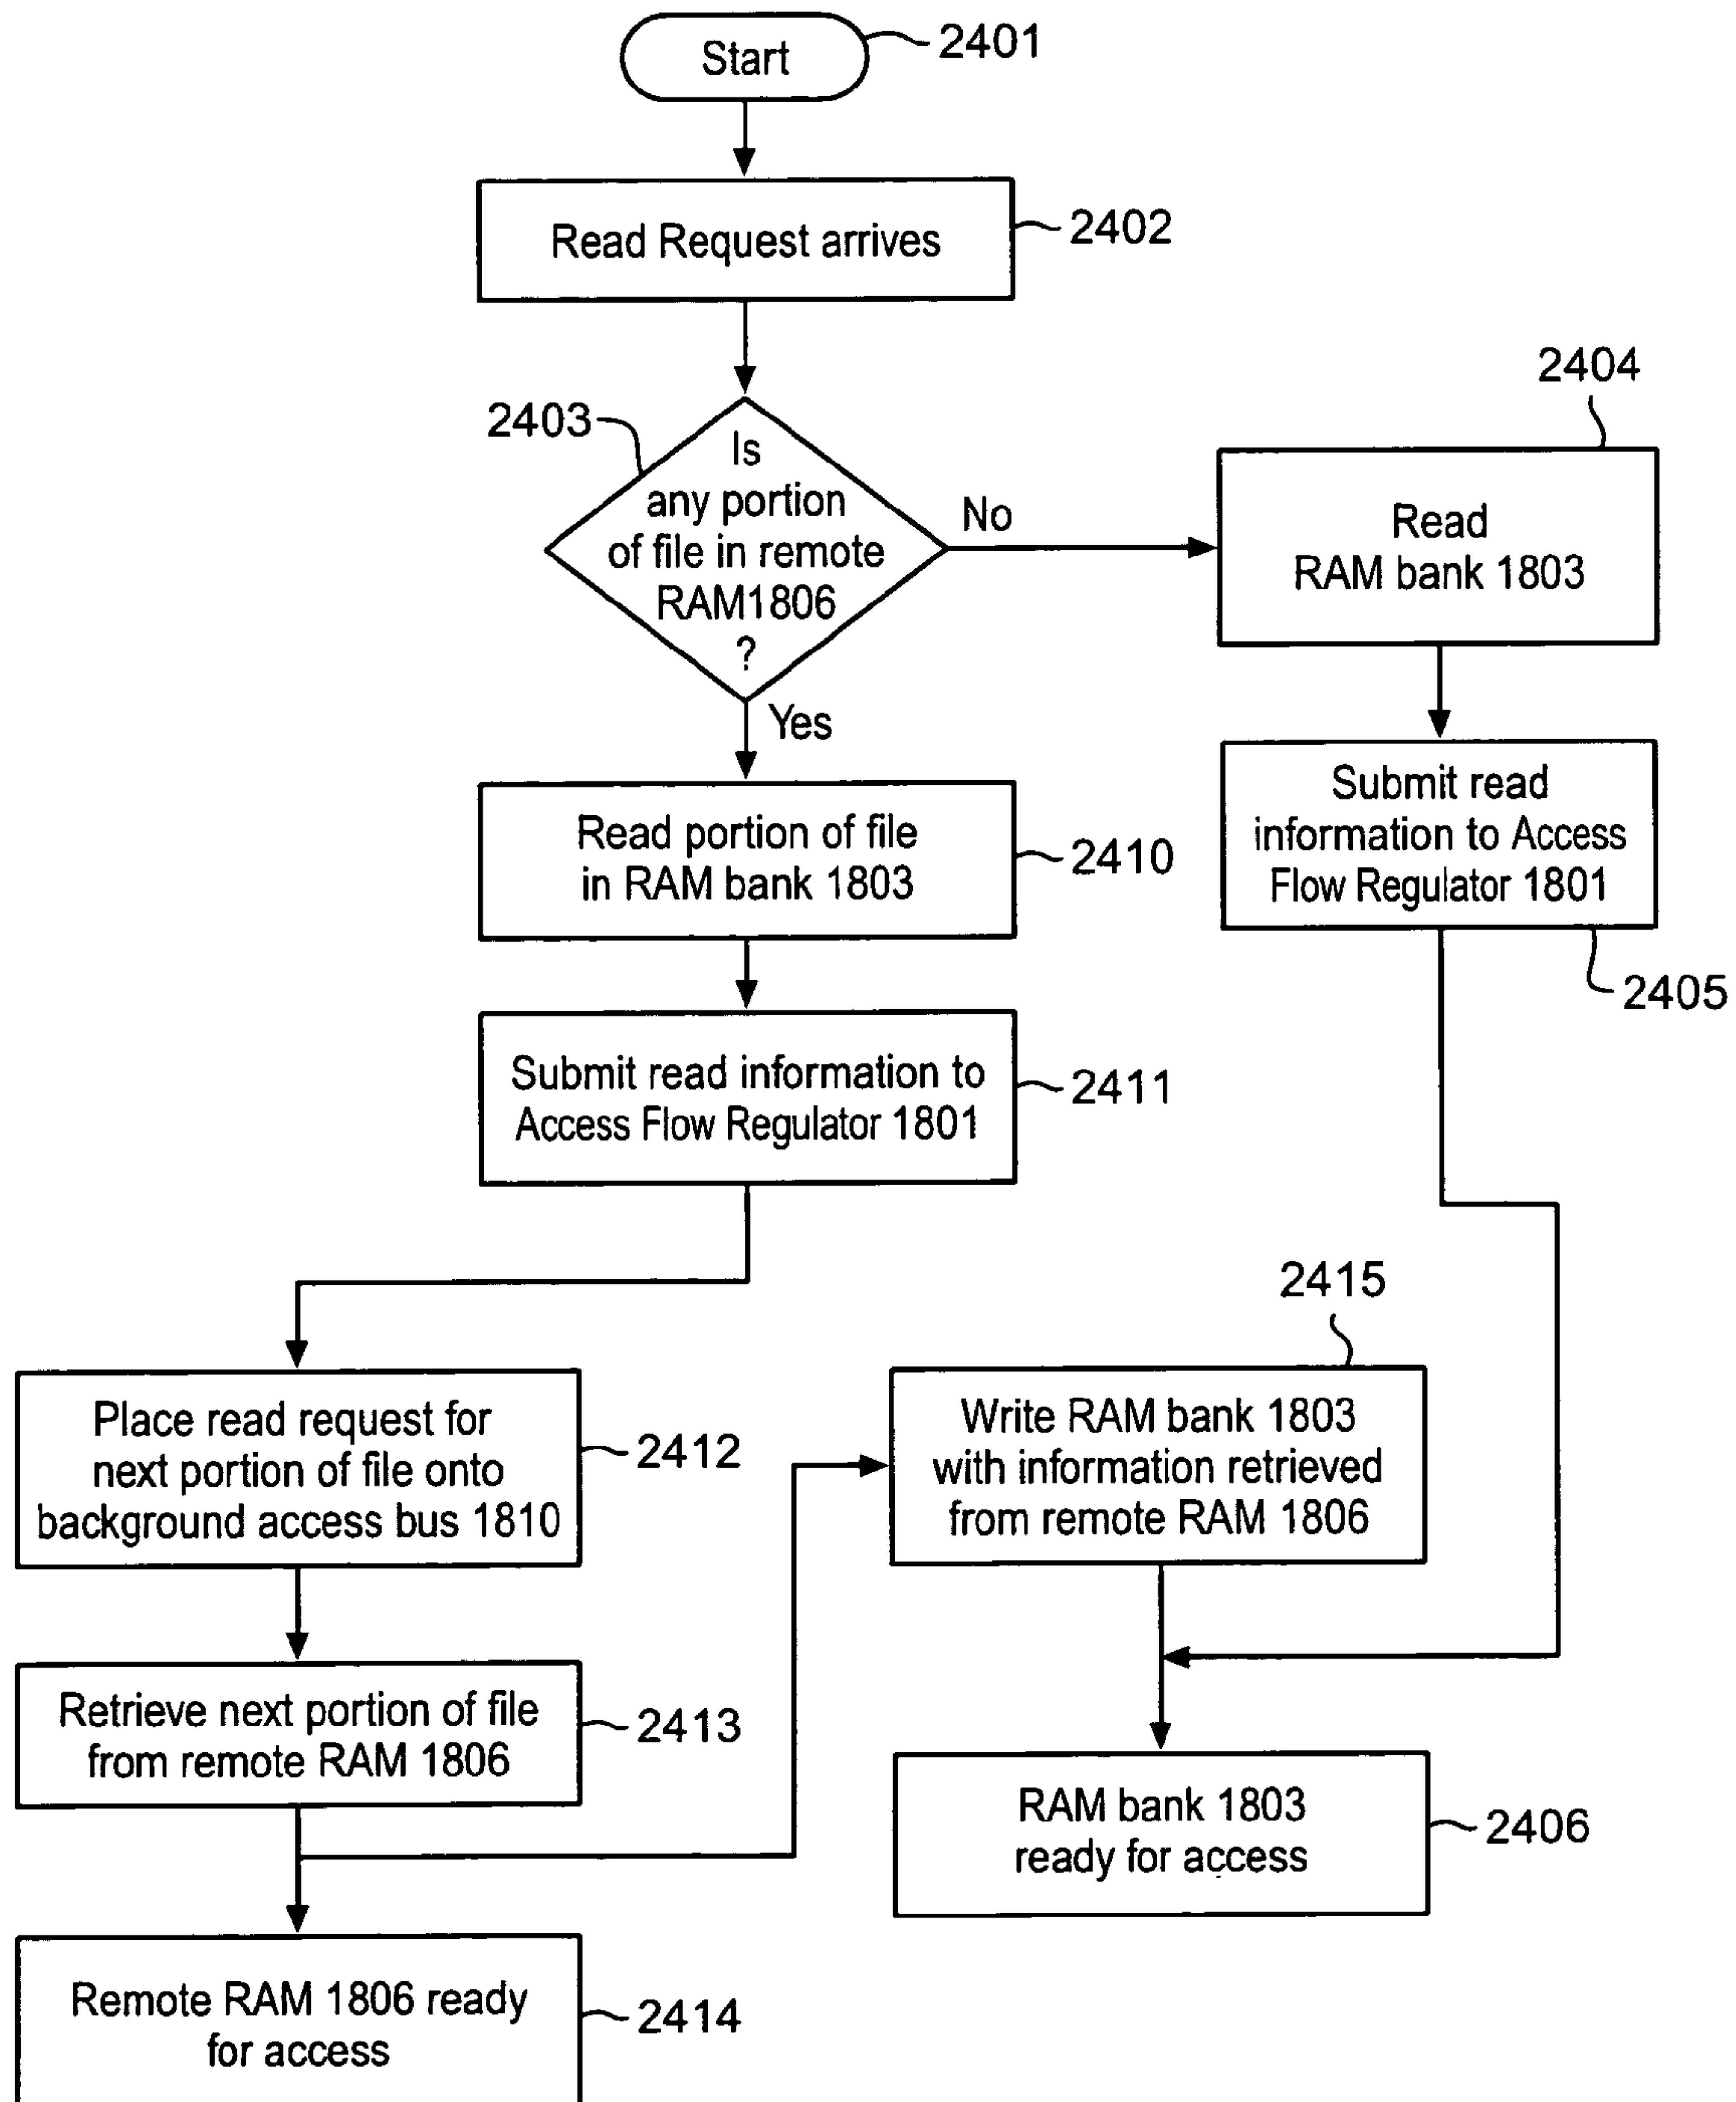 Start
2401
Read Request arrives
2402
2403
Is
any portion
of file in remote
RAM1806
?
No
Yes
2404
Read
RAM bank 1803
Submit read
information to Access
Flow Regulator 1801
2405
Read portion of file
in RAM bank 1803
2410
Submit read information to
Access Flow Regulator 1801
2411
Place read request for
next portion of file onto
background access bus 1810
2412
2415
Write RAM bank 1803
with information retrieved
from remote RAM 1806
Retrieve next portion of file
from remote RAM 1806
2413
RAM bank 1803
ready for access
2406
Remote RAM 1806 ready
for access
2414